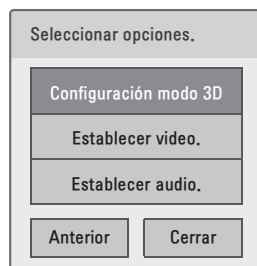 Seleccionar opciones.
Configuración modo 3D
Establecer video.
Establecer audio.
Anterior Cerrar